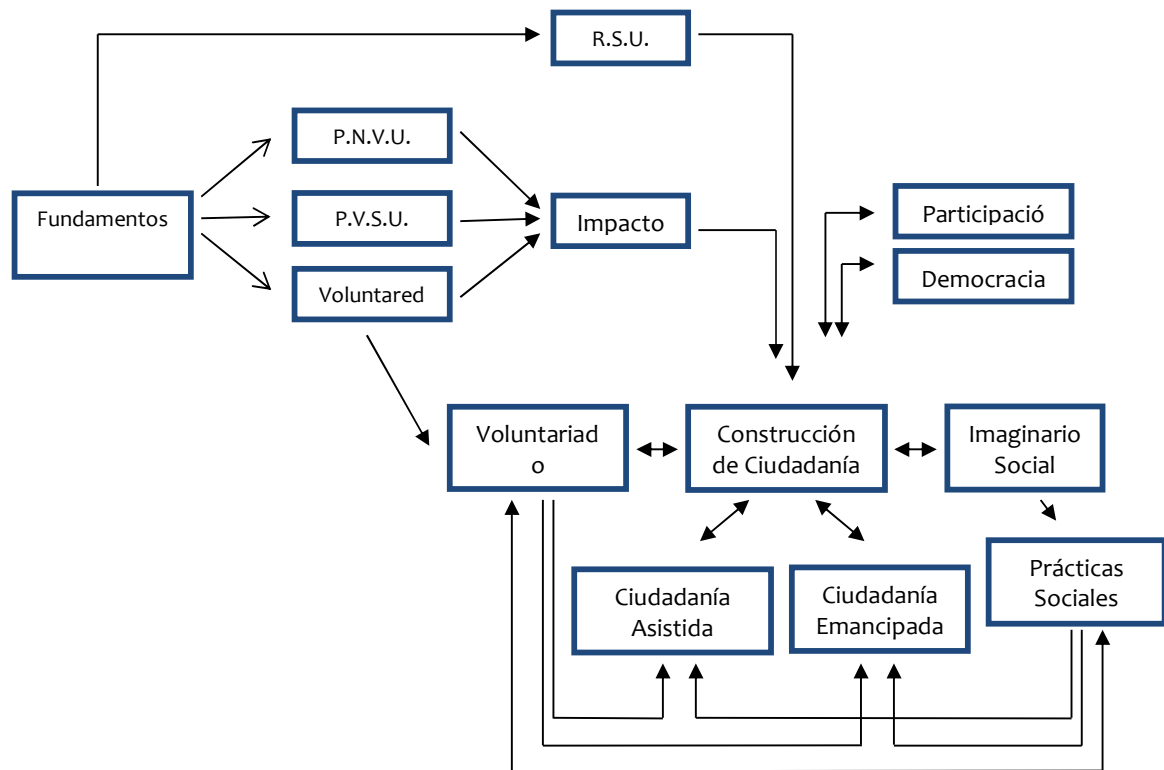 R.S.U.
P.N.V.U.
Fundamentos
P.V.S.U.
Impacto
Participació
Voluntared
Democracia
Voluntariad
o
Construcción
de Ciudadanía
Imaginario
Social
Ciudadanía
Asistida
Ciudadanía
Emancipada
Prácticas
Sociales